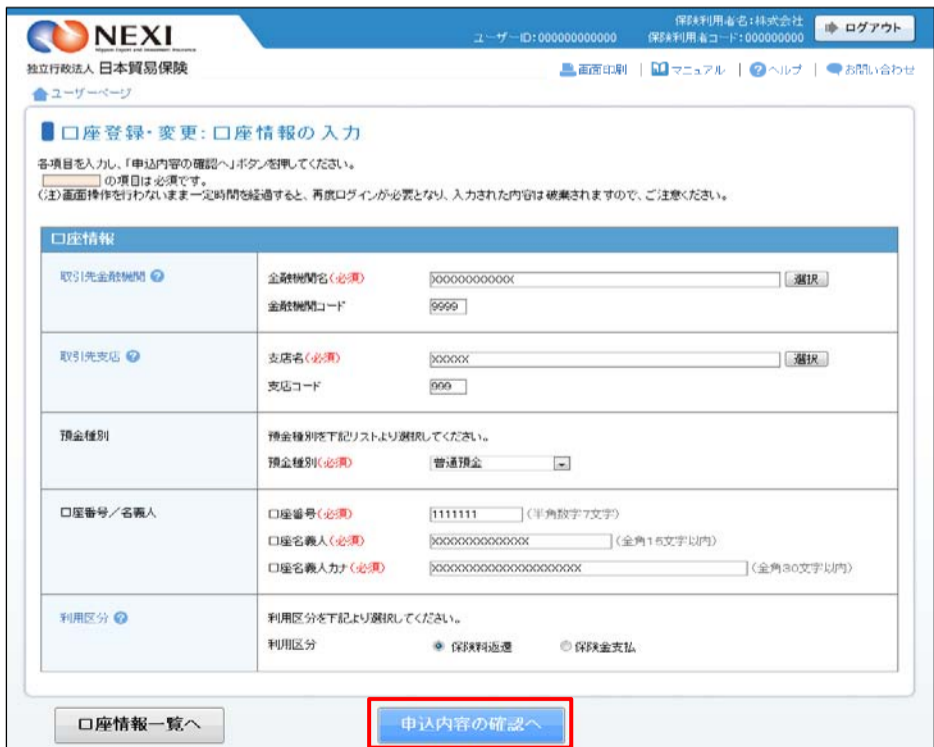 NEXI
Nippon Export and Investment Insurance
独立行政法人 日本貿易保険
ユーザーID:000000000000
保険利用者名:株式会社
保険利用者コード:000000000
ログアウト
画面印刷 | マニュアル | ヘルプ | お問い合わせ
ユーザーページ
口座登録・変更:口座情報の入力
各項目を入力し、「申込内容の確認へ」ボタンを押してください。
の項目は必須です。
(注)画面操作を行わないまま一定時間を経過すると、再度ログインが必要となり、入力された内容は破棄されますので、ご注意ください。
口座情報
取引先金融機関 ?
金融機関名(必須) XXXXXXXXXXX 選択
金融機関コード 9999
取引先支店 ?
支店名(必須) XXXXX 選択
支店コード 999
預金種別
預金種別を下記リストより選択してください。
預金種別(必須) 普通預金
口座番号/名義人
口座番号(必須) 1111111 (半角数字7文字)
口座名義人(必須) XXXXXXXXXXXXX (全角15文字以内)
口座名義人カナ(必須) XXXXXXXXXXXXXXXXXXXX (全角30文字以内)
利用区分 ?
利用区分を下記より選択してください。
利用区分 保険料返還 保険金支払
口座情報一覧へ
申込内容の確認へ